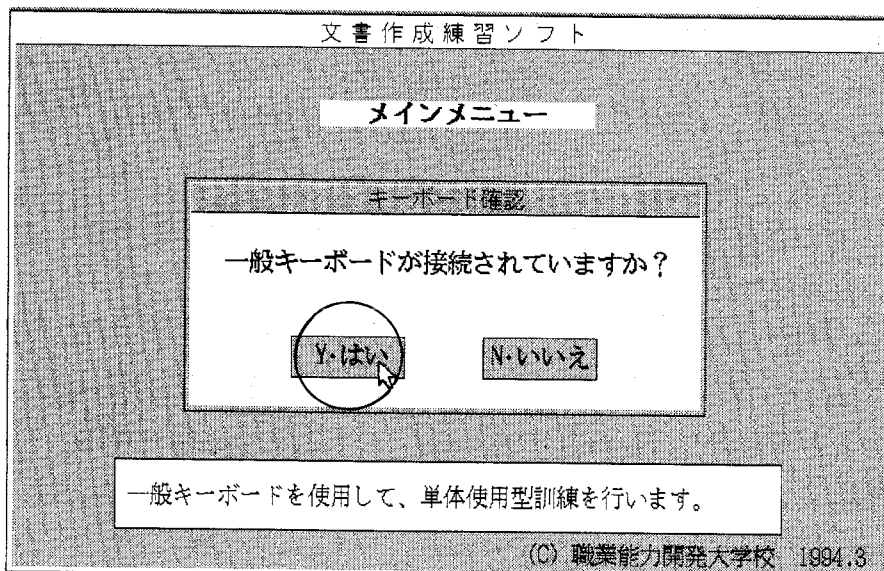 文書作成練習ソフト
メインメニュー
キーボード確認
一般キーボードが接続されていますか？
Y・はい N・いいえ
一般キーボードを使用して、単体使用型訓練を行います。
(C) 職業能力開発大学校 1994.3